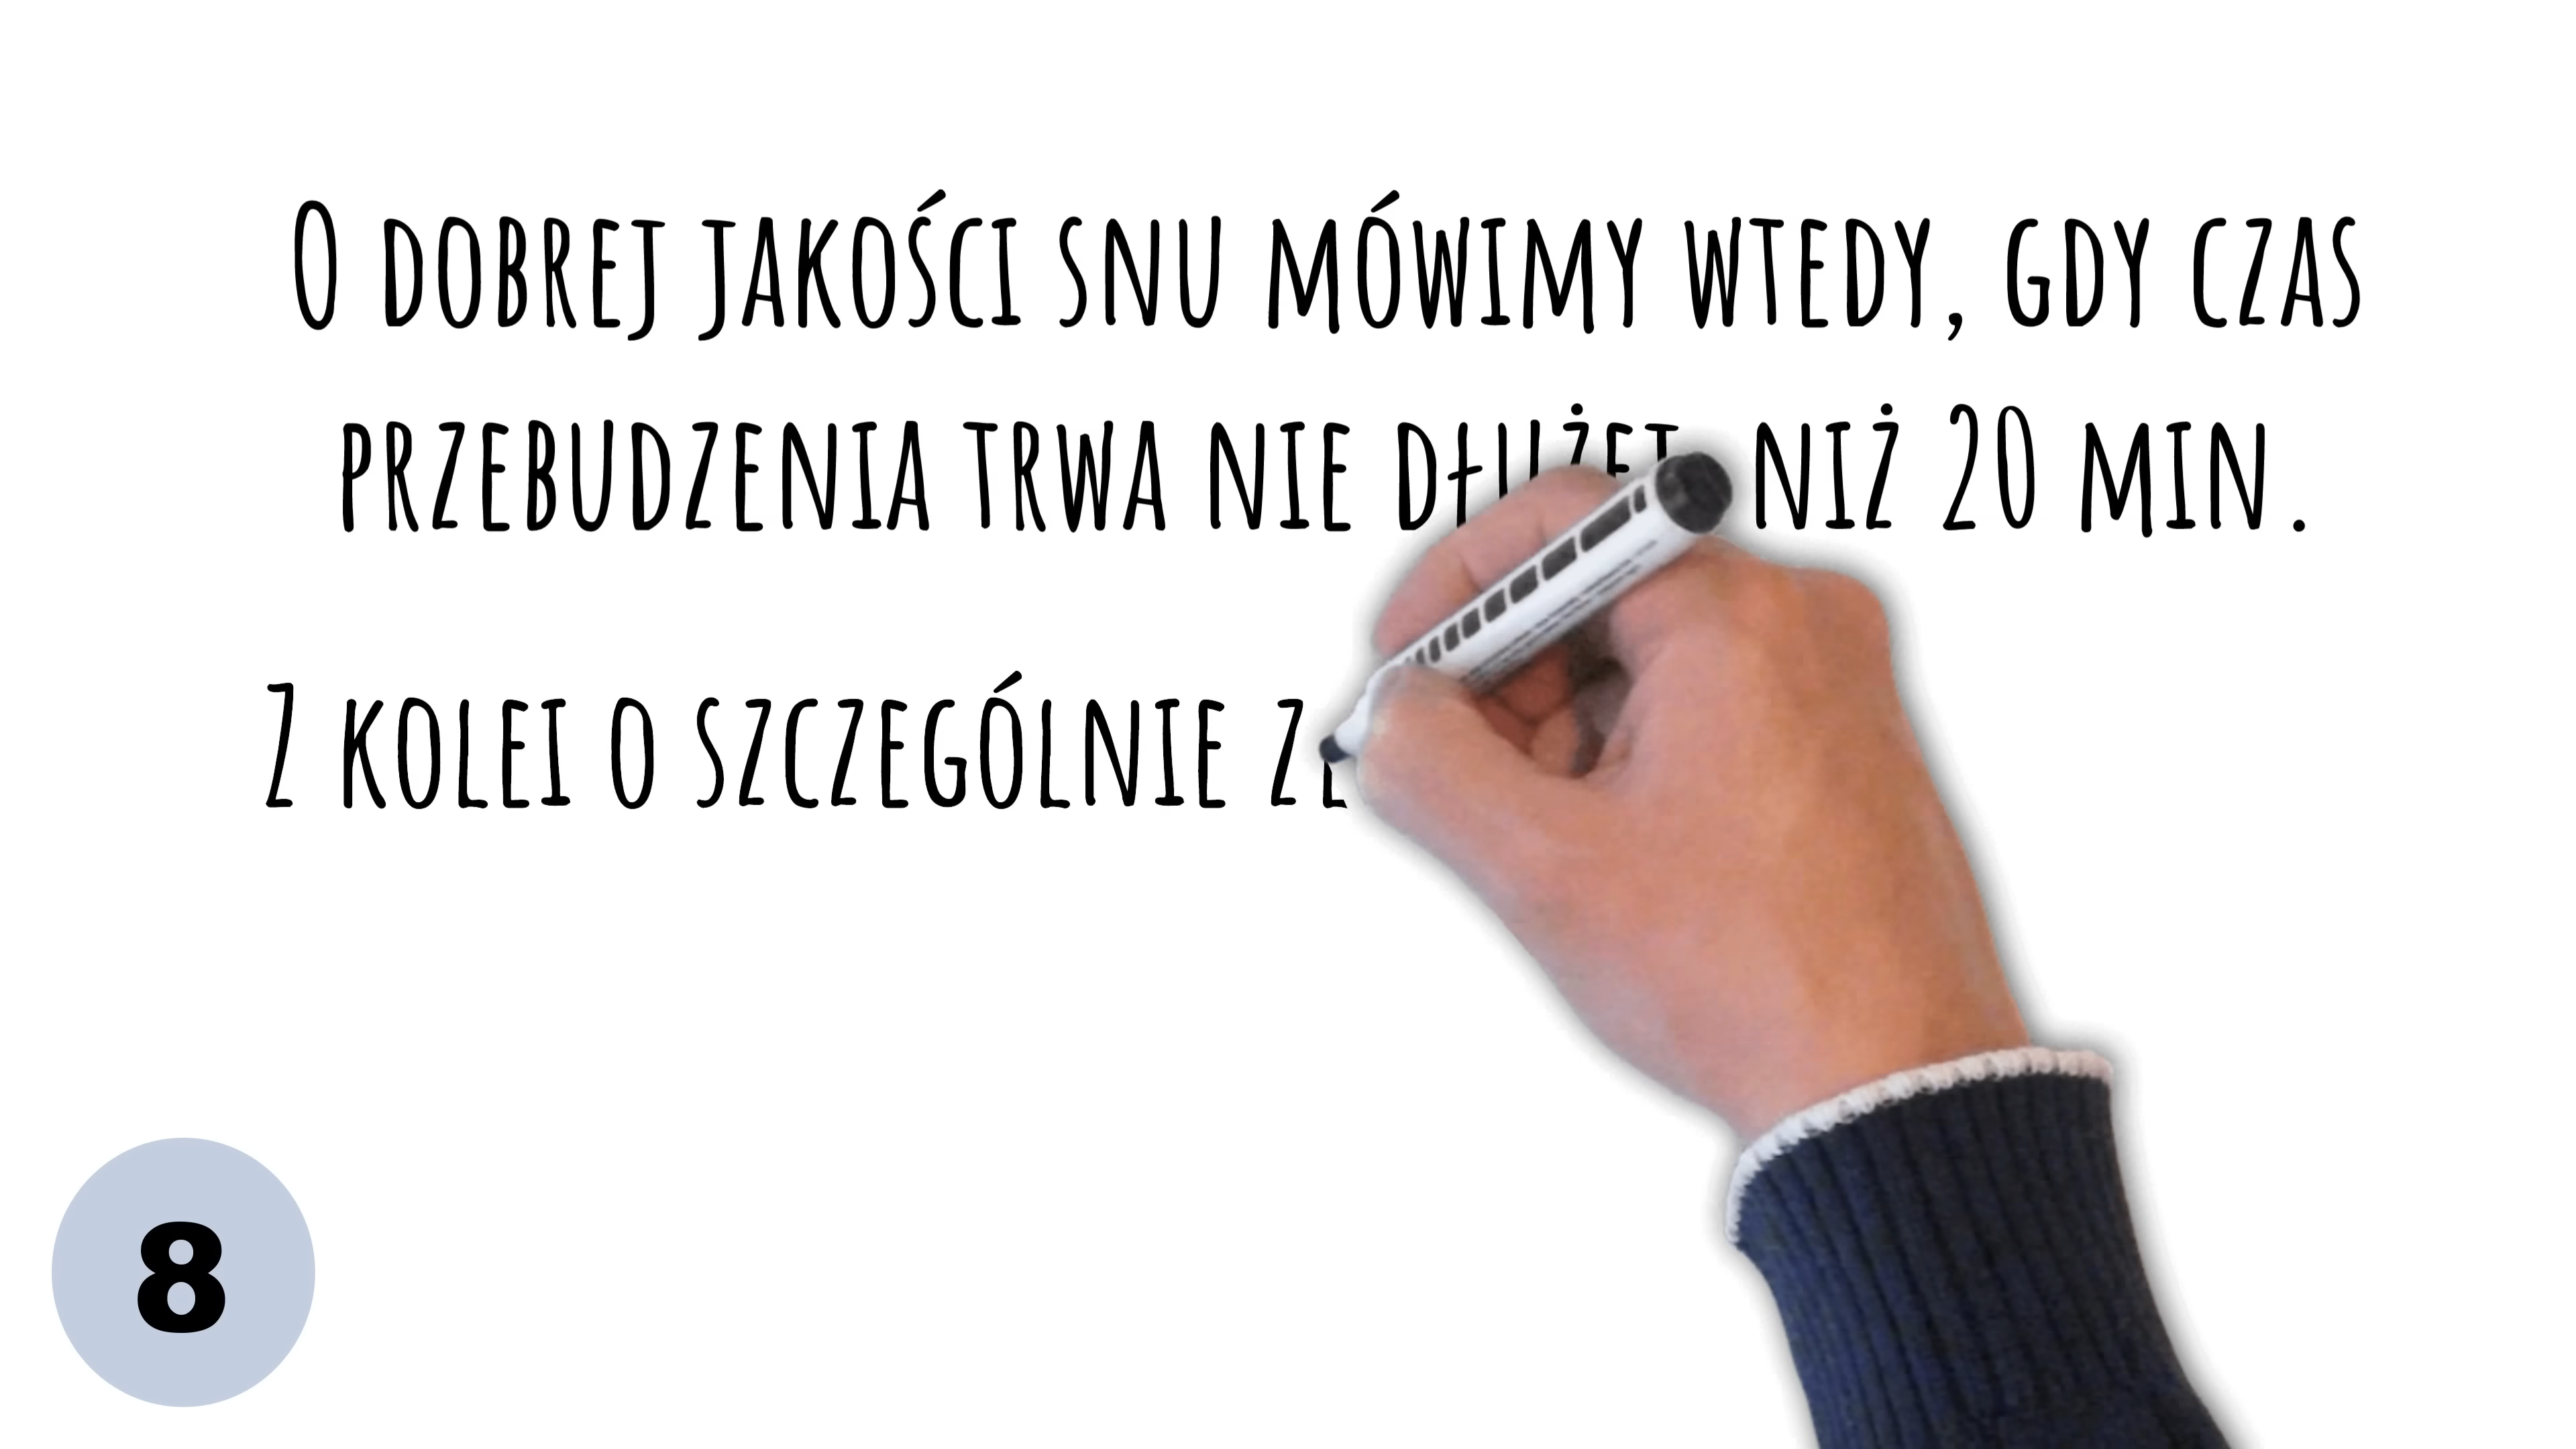 O dobrej jakości snu mówimy wtedy, gdy czas
przebudzenia trwa nie dłużej niż 20 min.
Z kolei o szczególnie
8